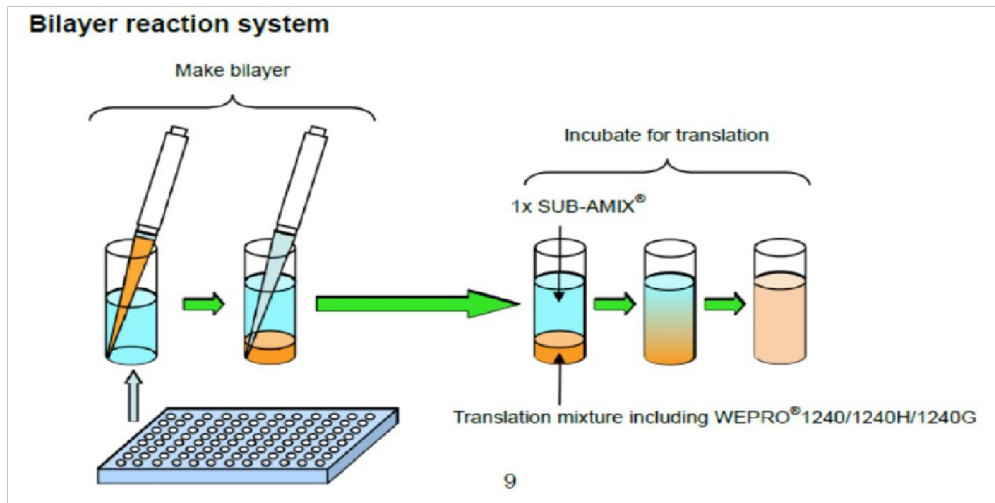 Bilayer reaction system
Make bilayer
Incubate for translation
1x SUB-AMIX®
Translation mixture including WEPRO®1240/1240H/1240G
9